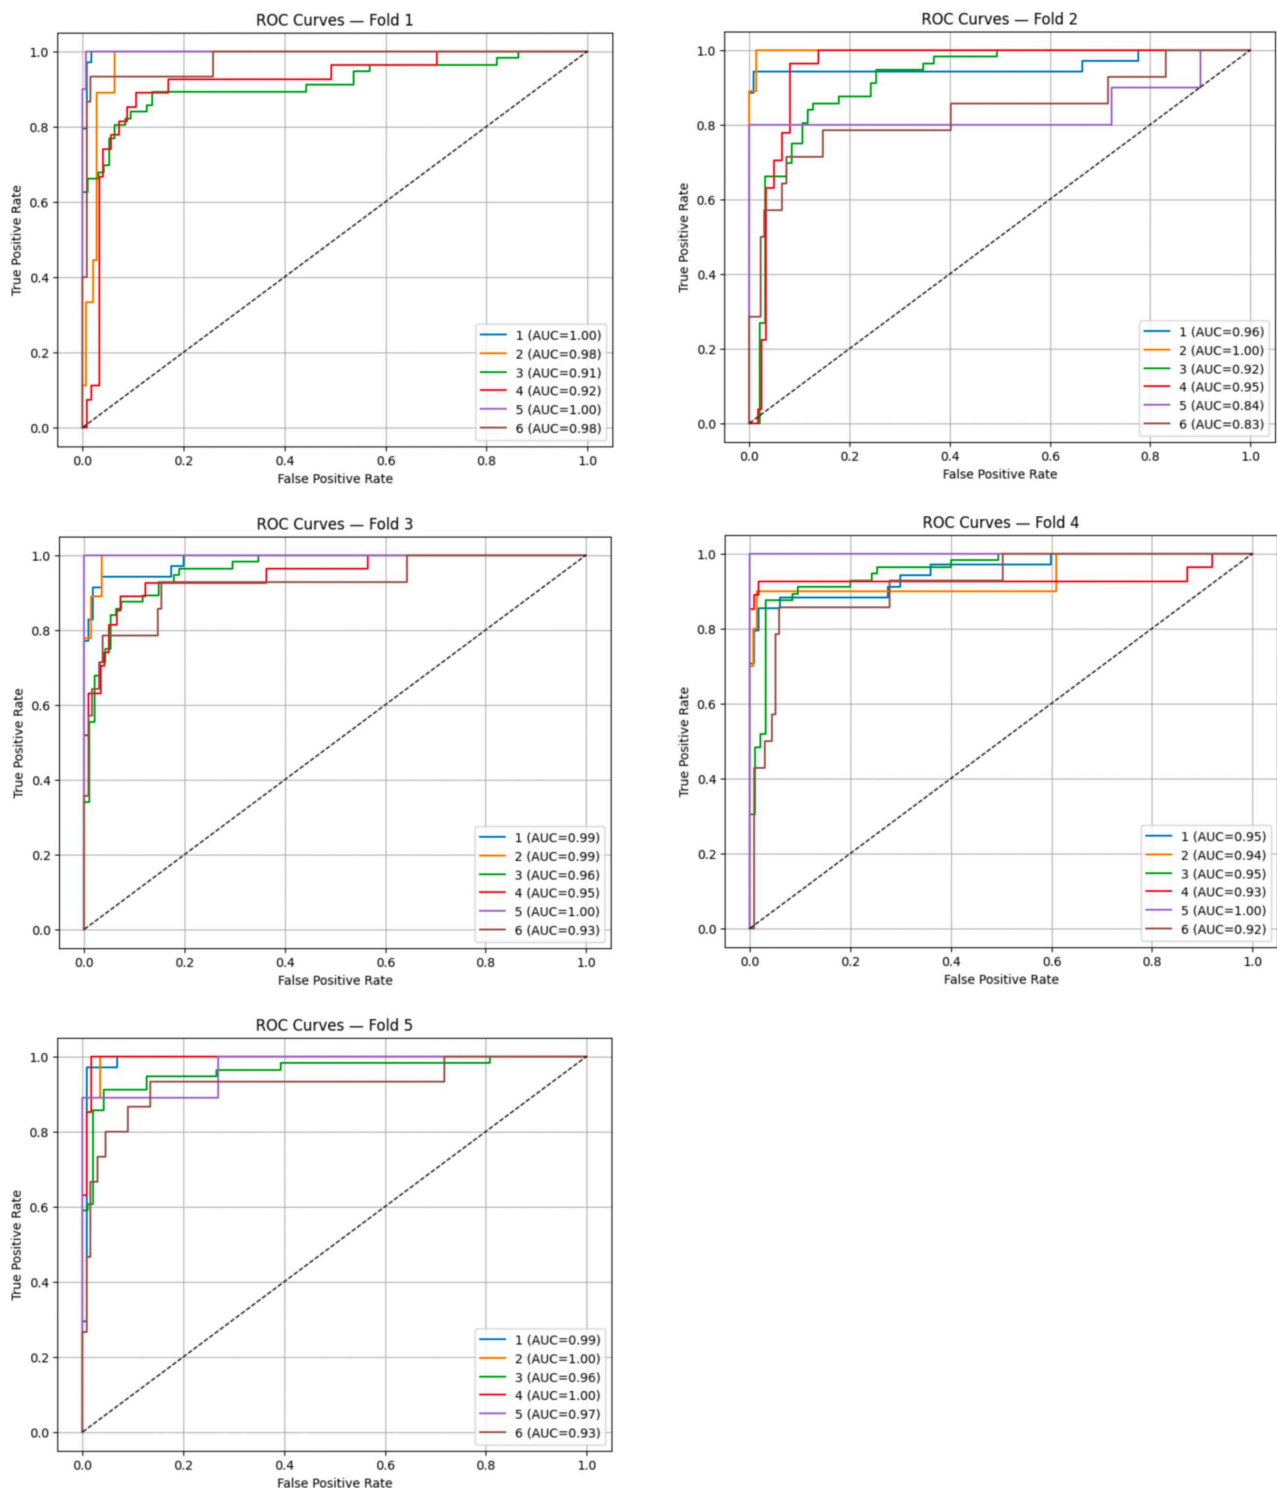 ROC Curves — Fold 1
True Positive Rate
1.0
0.8
0.6
0.4
0.2
0.0
1 (AUC=1.00)
2 (AUC=0.98)
3 (AUC=0.91)
4 (AUC=0.92)
5 (AUC=1.00)
6 (AUC=0.98)
0.0 0.2 0.4 0.6 0.8 1.0
False Positive Rate
ROC Curves — Fold 2
True Positive Rate
1.0
0.8
0.6
0.4
0.2
0.0
1 (AUC=0.96)
2 (AUC=1.00)
3 (AUC=0.92)
4 (AUC=0.95)
5 (AUC=0.84)
6 (AUC=0.83)
0.0 0.2 0.4 0.6 0.8 1.0
False Positive Rate
ROC Curves — Fold 3
True Positive Rate
1.0
0.8
0.6
0.4
0.2
0.0
1 (AUC=0.99)
2 (AUC=0.99)
3 (AUC=0.96)
4 (AUC=0.95)
5 (AUC=1.00)
6 (AUC=0.93)
0.0 0.2 0.4 0.6 0.8 1.0
False Positive Rate
ROC Curves — Fold 4
True Positive Rate
1.0
0.8
0.6
0.4
0.2
0.0
1 (AUC=0.95)
2 (AUC=0.94)
3 (AUC=0.95)
4 (AUC=0.93)
5 (AUC=1.00)
6 (AUC=0.92)
0.0 0.2 0.4 0.6 0.8 1.0
False Positive Rate
ROC Curves — Fold 5
True Positive Rate
1.0
0.8
0.6
0.4
0.2
0.0
1 (AUC=0.99)
2 (AUC=1.00)
3 (AUC=0.96)
4 (AUC=1.00)
5 (AUC=0.97)
6 (AUC=0.93)
0.0 0.2 0.4 0.6 0.8 1.0
False Positive Rate